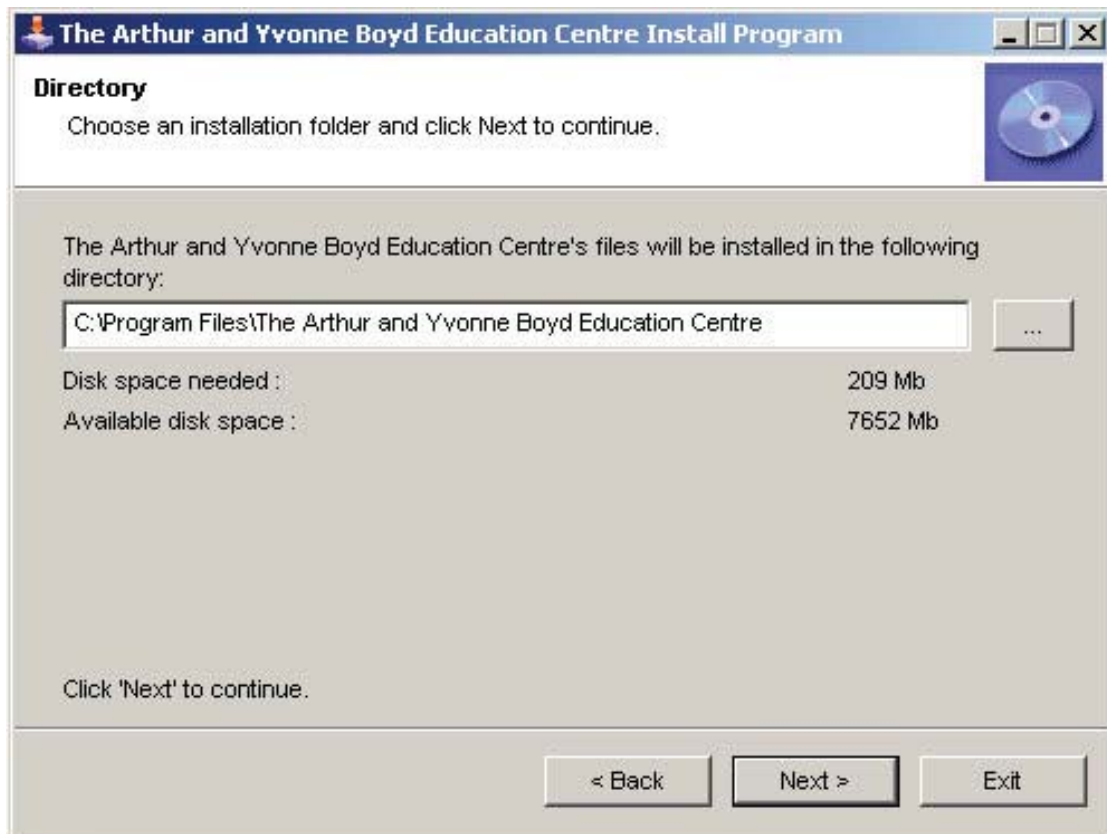 The Arthur and Yvonne Boyd Education Centre Install Program
Directory
Choose an installation folder and click Next to continue.
The Arthur and Yvonne Boyd Education Centre's files will be installed in the following
directory:
C:\Program Files\The Arthur and Yvonne Boyd Education Centre
...
Disk space needed : 209 Mb
Available disk space : 7652 Mb
Click 'Next' to continue.
< Back Next > Exit